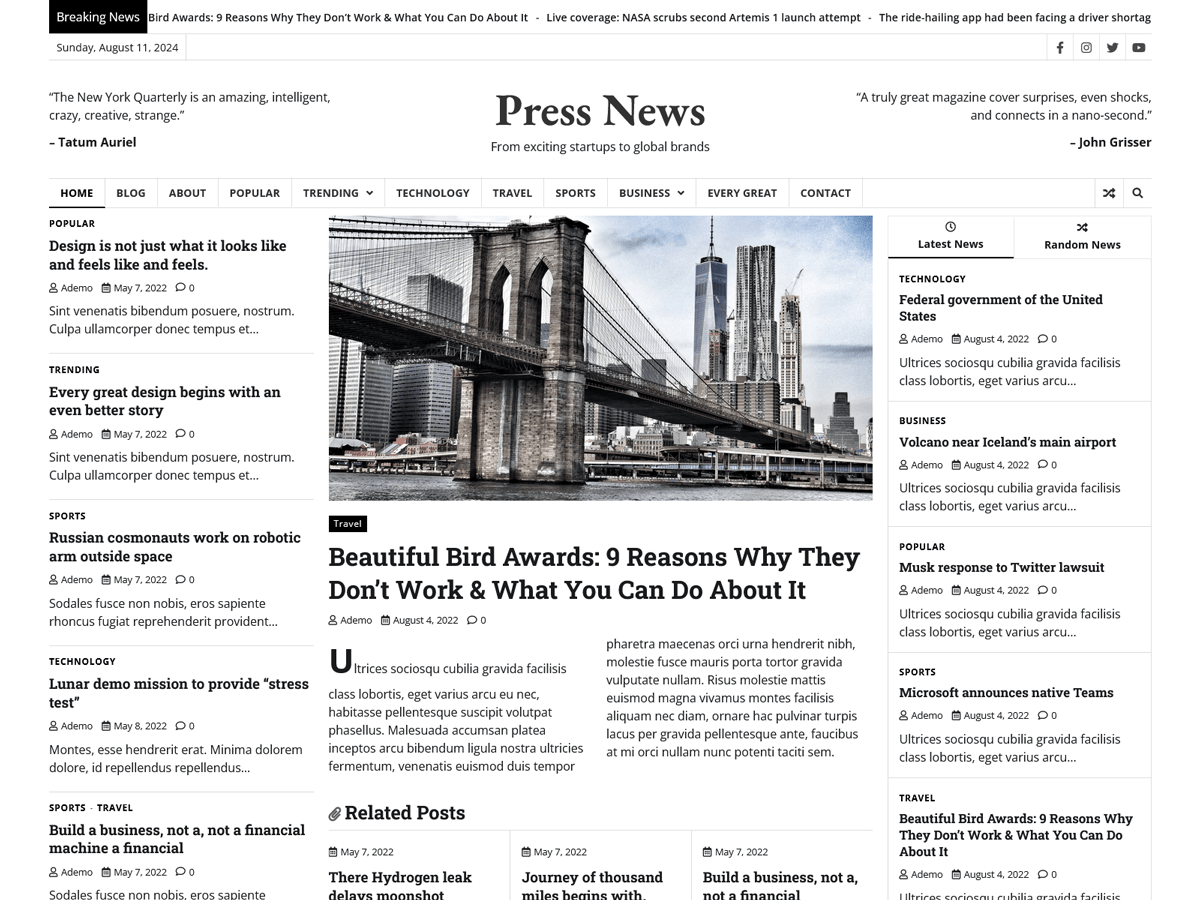 Breaking News
Bird Awards: 9 Reasons Why They Don’t Work & What You Can Do About It - Live coverage: NASA scrubs second Artemis 1 launch attempt - The ride-hailing app had been facing a driver shortag
Sunday, August 11, 2024
“The New York Quarterly is an amazing, intelligent,
crazy, creative, strange.”
– Tatum Auriel
Press News
From exciting startups to global brands
“A truly great magazine cover surprises, even shocks,
and connects in a nano-second.”
– John Grisser
HOME BLOG ABOUT POPULAR TRENDING TECHNOLOGY TRAVEL SPORTS BUSINESS EVERY GREAT CONTACT
POPULAR
Design is not just what it looks like
and feels like and feels.
Ademo May 7, 2022 0
Sint venenatis bibendum posuere, nostrum.
Culpa ullamcorper donec tempus et…
TRENDING
Every great design begins with an
even better story
Ademo May 7, 2022 0
Sint venenatis bibendum posuere, nostrum.
Culpa ullamcorper donec tempus et…
SPORTS
Russian cosmonauts work on robotic
arm outside space
Ademo May 7, 2022 0
Sodales fusce non nobis, eros sapiente
rhoncus fugiat reprehenderit provident…
TECHNOLOGY
Lunar demo mission to provide “stress
test”
Ademo May 8, 2022 0
Montes, esse hendrerit erat. Minima dolorem
dolore, id repellendus repellendus…
SPORTS - TRAVEL
Build a business, not a, not a financial
machine a financial
Ademo May 7, 2022 0
Sodales fusce non nobis, eros sapiente
Travel
Beautiful Bird Awards: 9 Reasons Why They
Don’t Work & What You Can Do About It
Ademo August 4, 2022 0
Ultrices sociosqu cubilia gravida facilisis
class lobortis, eget varius arcu eu nec,
habitasse pellentesque suscipit volutpat
phasellus. Malesuada accumsan platea
inceptos arcu bibendum ligula nostra ultricies
fermentum, venenatis euismod duis tempor
pharetra maecenas orci urna hendrerit nibh,
molestie fusce mauris porta tortor gravida
vulputate nullam. Risus molestie mattis
euismod magna vivamus montes facilisis
aliquam nec diam, ornare hac pulvinar turpis
lacus per gravida pellentesque ante, faucibus
at mi orci nullam nunc potenti taciti sem.
Related Posts
May 7, 2022
There Hydrogen leak
delays moonshot
May 7, 2022
Journey of thousand
miles begins with.
May 7, 2022
Build a business, not a,
not a financial
Latest News
Random News
TECHNOLOGY
Federal government of the United
States
Ademo August 4, 2022 0
Ultrices sociosqu cubilia gravida facilisis
class lobortis, eget varius arcu…
BUSINESS
Volcano near Iceland’s main airport
Ademo August 4, 2022 0
Ultrices sociosqu cubilia gravida facilisis
class lobortis, eget varius arcu…
POPULAR
Musk response to Twitter lawsuit
Ademo August 4, 2022 0
Ultrices sociosqu cubilia gravida facilisis
class lobortis, eget varius arcu…
SPORTS
Microsoft announces native Teams
Ademo August 4, 2022 0
Ultrices sociosqu cubilia gravida facilisis
class lobortis, eget varius arcu…
TRAVEL
Beautiful Bird Awards: 9 Reasons Why
They Don’t Work & What You Can Do
About It
Ademo August 4, 2022 0
Ultrices sociosqu cubilia gravida facilisis